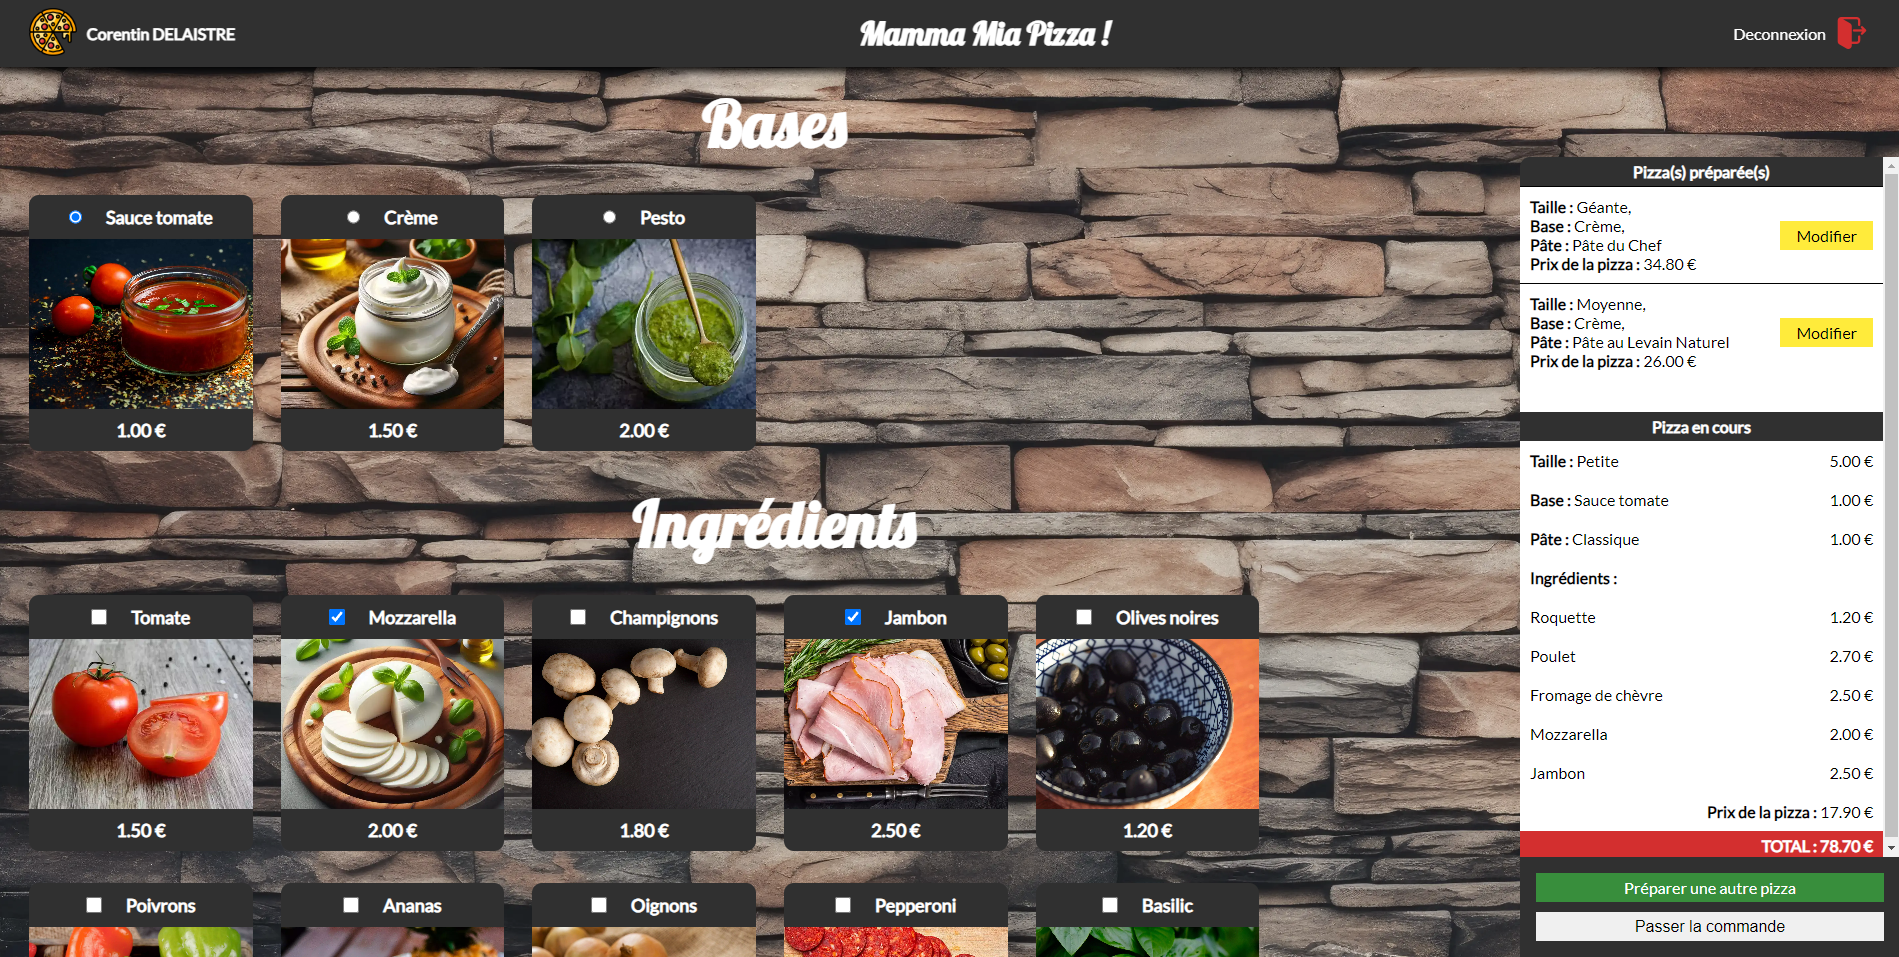 Corentin DELAISTRE
Mamma Mia Pizza !
Deconnexion
Bases
Sauce tomate
Crème
Pesto
1.00 €
1.50 €
2.00 €
Ingrédients
Tomate
Mozzarella
Champignons
Jambon
Olives noires
1.50 €
2.00 €
1.80 €
2.50 €
1.20 €
Poivrons
Ananas
Oignons
Pepperoni
Basilic
Pizza(s) préparée(s)
Taille : Géante,
Base : Crème,
Pâte : Pâte du Chef
Prix de la pizza : 34.80 €
Modifier
Taille : Moyenne,
Base : Crème,
Pâte : Pâte au Levain Naturel
Prix de la pizza : 26.00 €
Modifier
Pizza en cours
Taille : Petite 5.00 €
Base : Sauce tomate 1.00 €
Pâte : Classique 1.00 €
Ingrédients :
Roquette 1.20 €
Poulet 2.70 €
Fromage de chèvre 2.50 €
Mozzarella 2.00 €
Jambon 2.50 €
Prix de la pizza : 17.90 €
TOTAL : 78.70 €
Préparer une autre pizza
Passer la commande